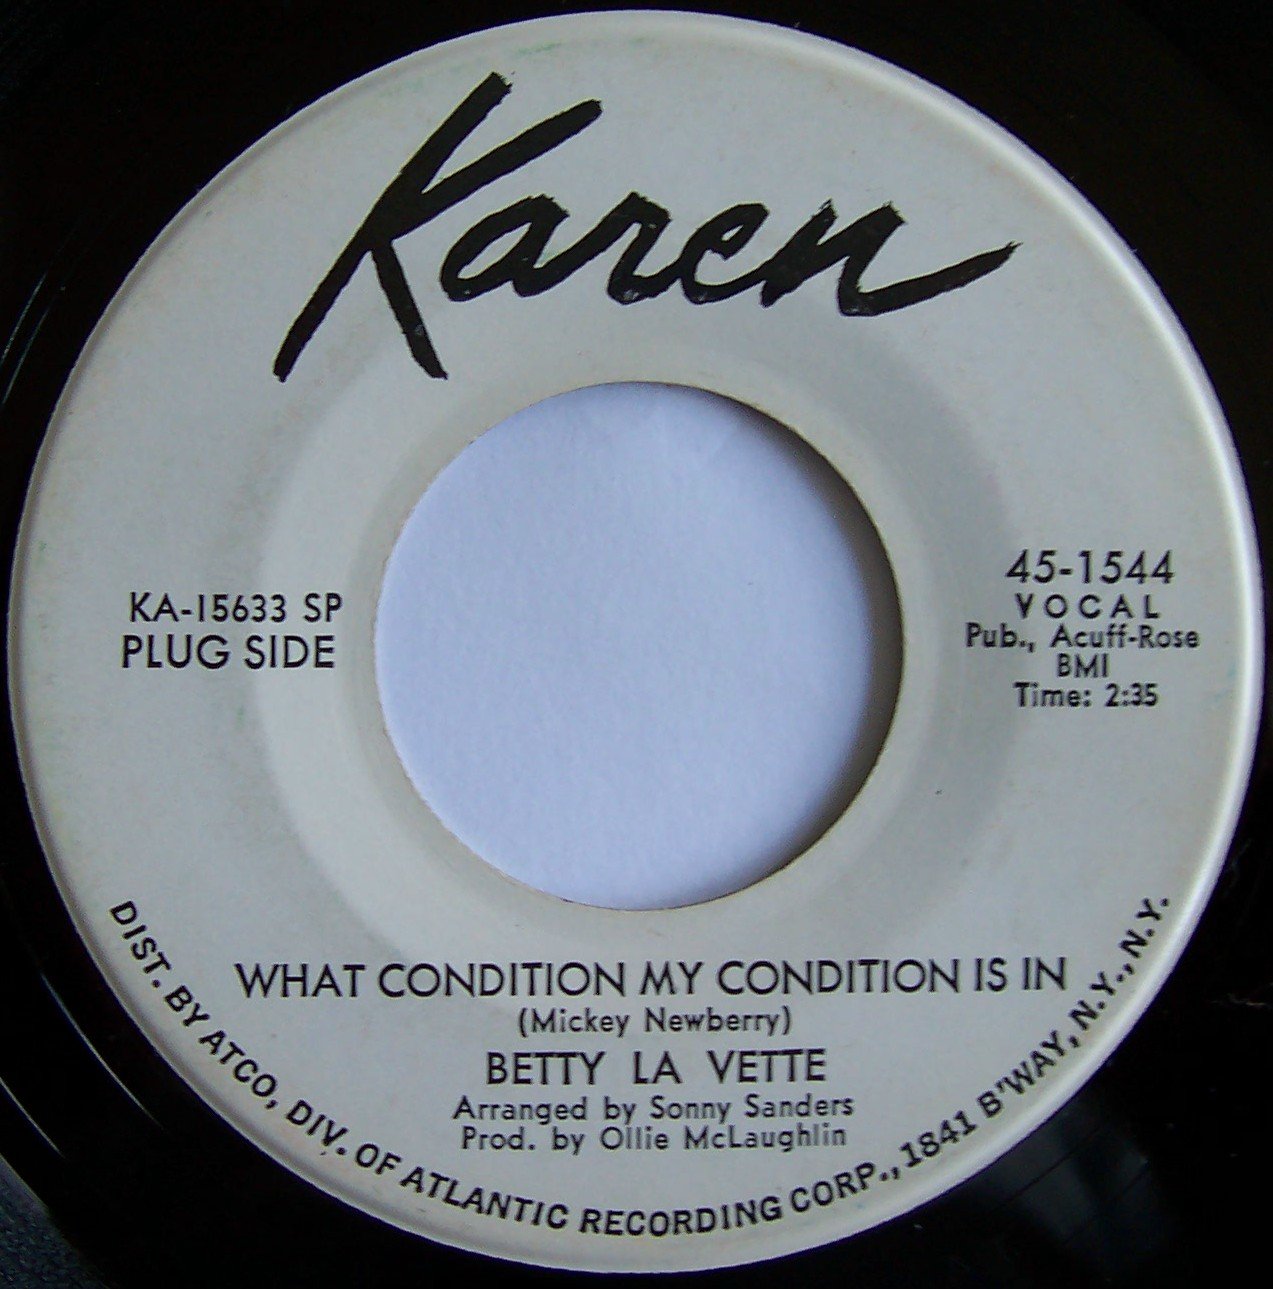 Karen
KA-15633 SP
PLUG SIDE
45-1544
VOCAL
Pub., Acuff-Rose
BMI
Time: 2:35
WHAT CONDITION MY CONDITION IS IN
(Mickey Newberry)
BETTY LA VETTE
Arranged by Sonny Sanders
Prod. by Ollie McLaughlin
DIST. BY ATCO, DIV. OF ATLANTIC RECORDING CORP., 1841 B'WAY, N.Y., N.Y.